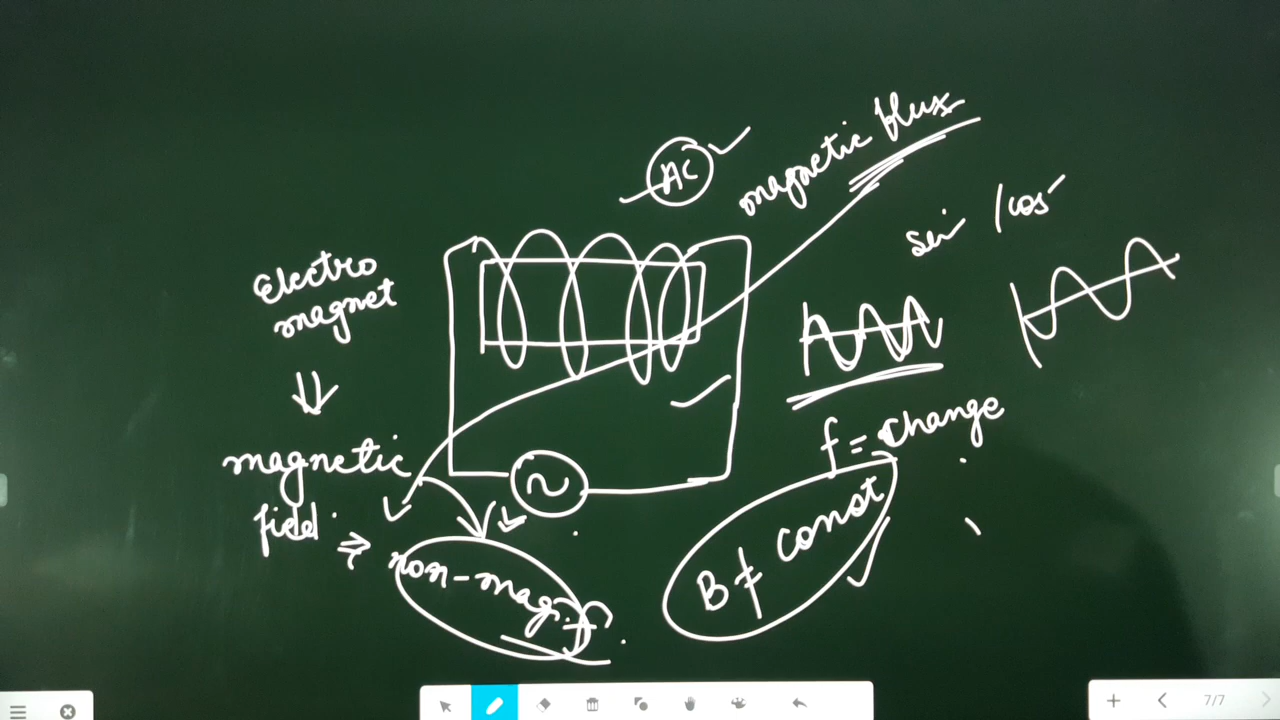 AC
magnetic flux
sin / cos
Electro
magnet
magnetic
field
non-mag.
f = change
B ≠ const
7/7